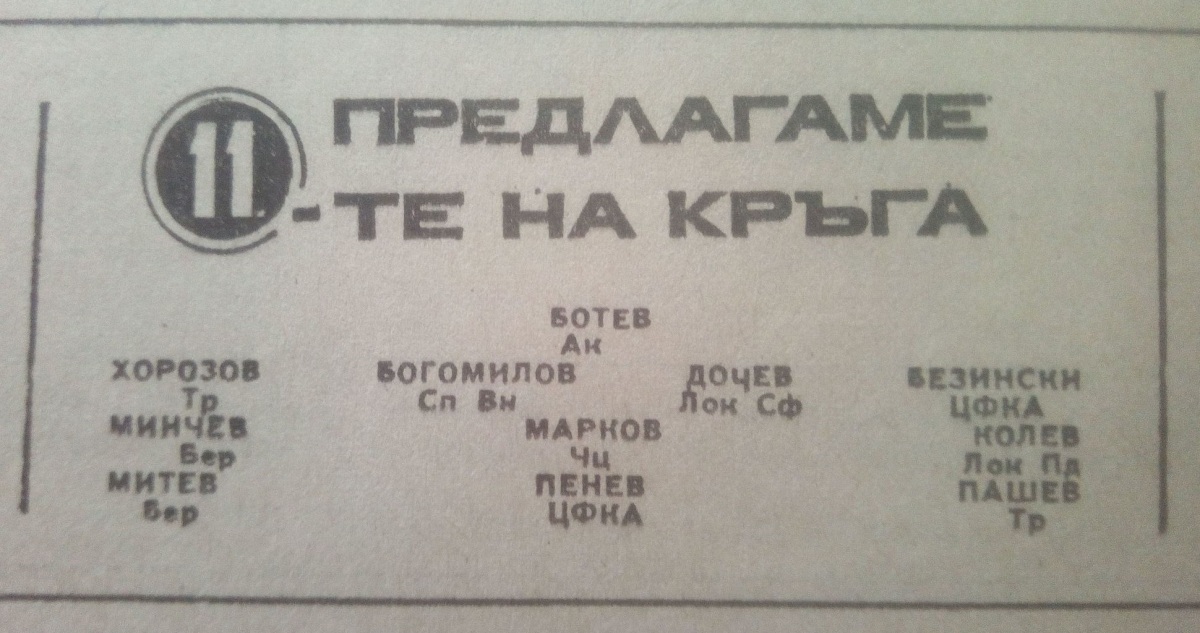 ПРЕДЛАГАМЕ
11-ТЕ НА КРЪГА
БОТЕВ
Ак
ХОРОЗОВ БОГОМИЛОВ ДОЧЕВ БЕЗИНСКИ
Тр Сп Вн Лок Сф ЦФКА
МИНЧЕВ МАРКОВ КОЛЕВ
Бер Чц Лок Пд
МИТЕВ ПЕНЕВ ПАШЕВ
Бер ЦФКА Тр